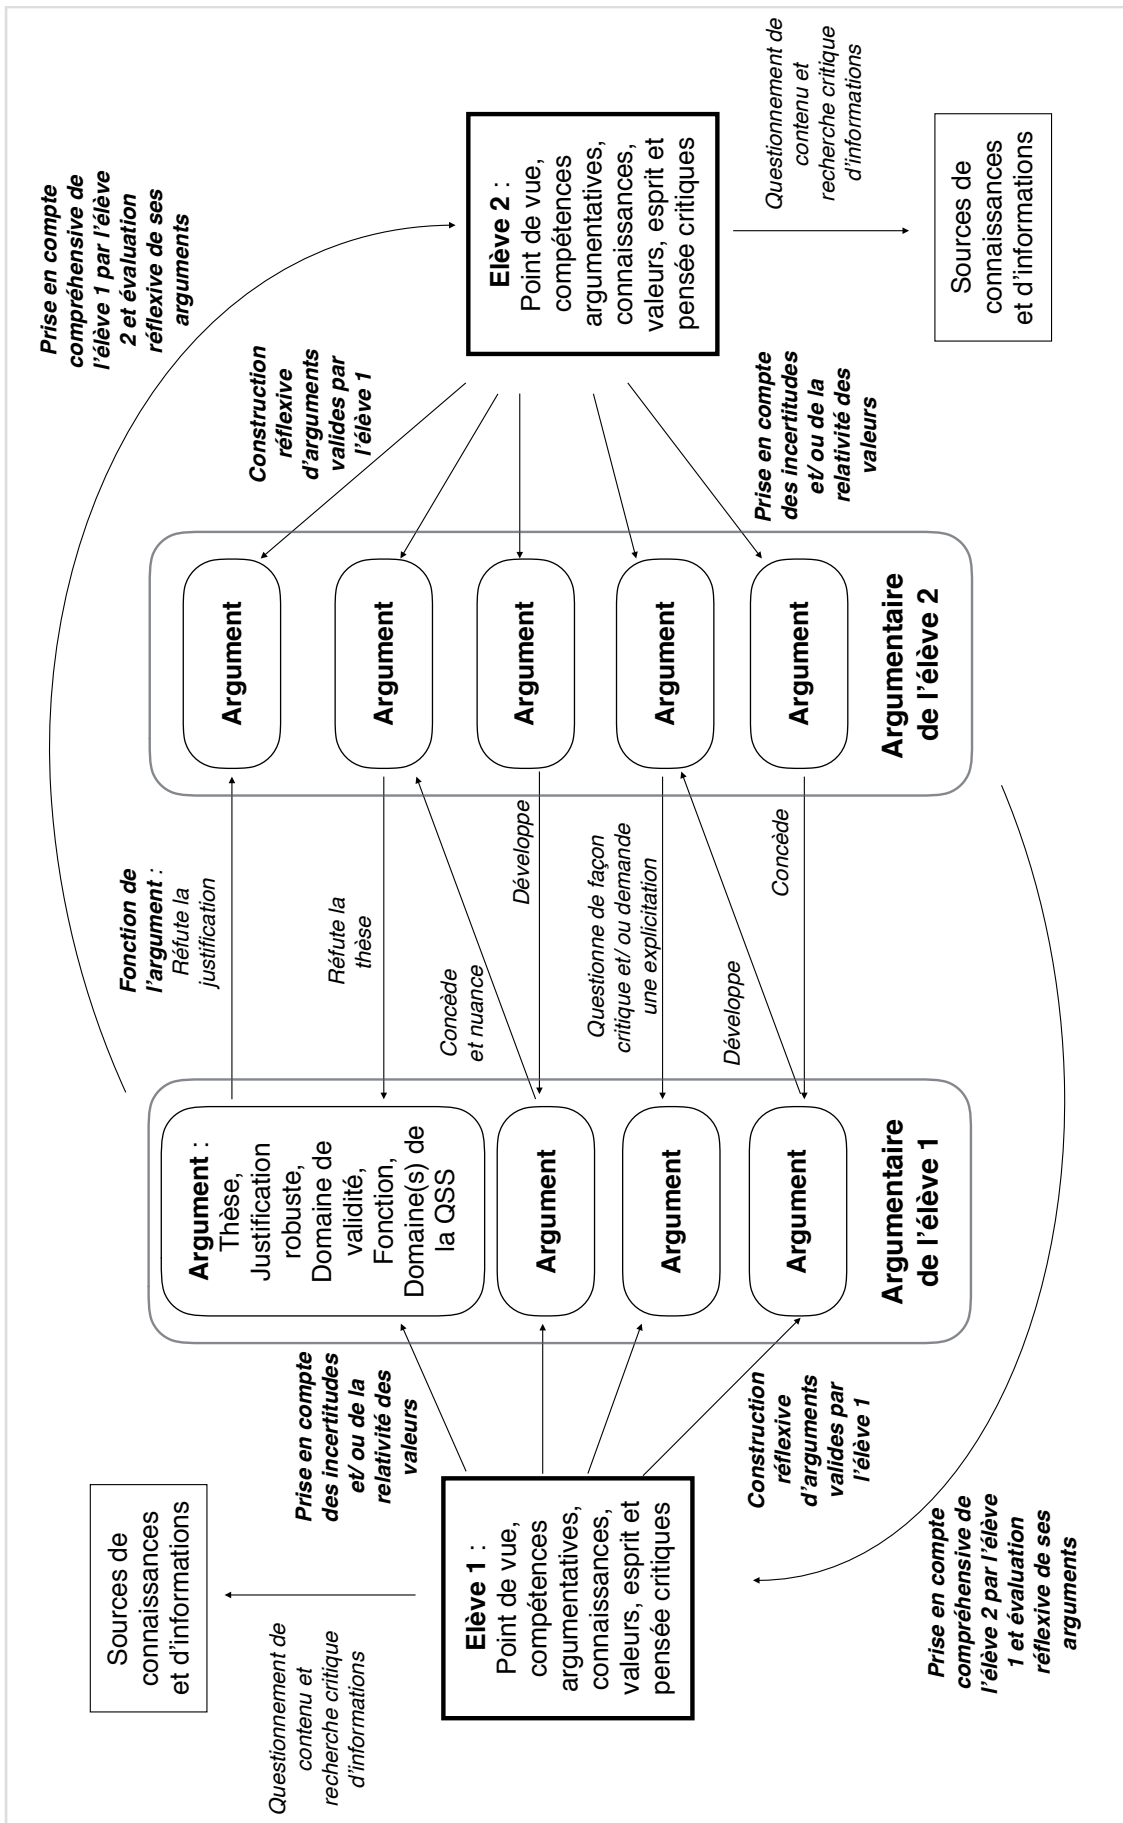 Sources de
connaissances
et d'informations
Questionnement de
contenu et
recherche critique
d'informations
Elève 1 :
Point de vue,
compétences
argumentatives,
connaissances,
valeurs, esprit et
pensée critiques
Prise en compte
des incertitudes
et/ ou de la
relativité des
valeurs
Construction
réflexive
d'arguments
valides par
l'élève 1
Prise en compte
compréhensive de
l'élève 2 par l'élève
1 et évaluation
réflexive de ses
arguments
Argument :
Thèse,
Justification
robuste,
Domaine de
validité,
Fonction,
Domaine(s) de
la QSS
Argument
Argument
Argument
Argumentaire
de l'élève 1
Fonction de
l'argument :
Réfute la
justification
Réfute la
thèse
Concède
et nuance
Développe
Questionne de façon
critique et/ ou demande
une explicitation
Développe
Concède
Argument
Argument
Argument
Argument
Argument
Argumentaire
de l'élève 2
Prise en compte
compréhensive de
l'élève 1 par l'élève
2 et évaluation
réflexive de ses
arguments
Construction
réflexive
d'arguments
valides par
l'élève 1
Prise en compte
des incertitudes
et/ ou de la
relativité des
valeurs
Elève 2 :
Point de vue,
compétences
argumentatives,
connaissances,
valeurs, esprit et
pensée critiques
Questionnement de
contenu et
recherche critique
d'informations
Sources de
connaissances
et d'informations